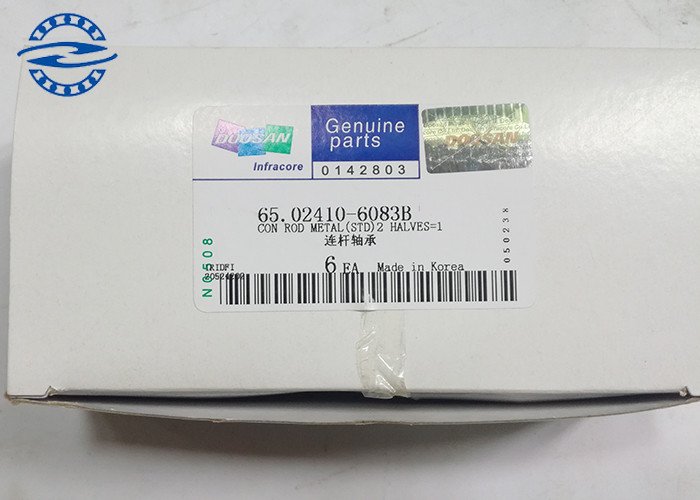 DOOSAN
Infracore
Genuine
parts
0142803
DOOSAN
65.02410-6083B
CON ROD METAL(STD)2 HALVES=1
连杆轴承
6 EA Made in Korea
050238
N0508